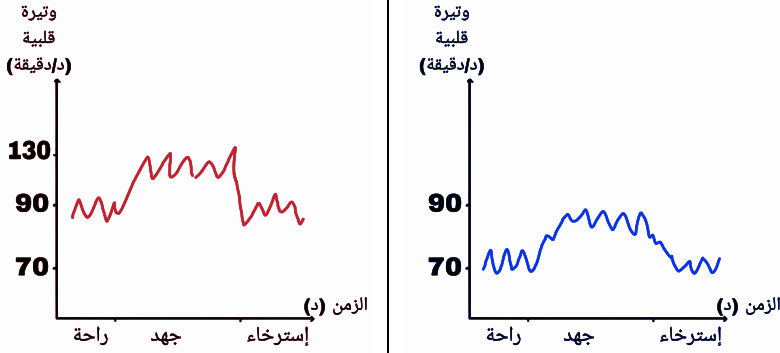 وتيرة
قلبية
(د/دقيقة)
130
90
70
الزمن (د)
راحة
جهد
إسترخاء
وتيرة
قلبية
(د/دقيقة)
90
70
الزمن (د)
راحة
جهد
إسترخاء